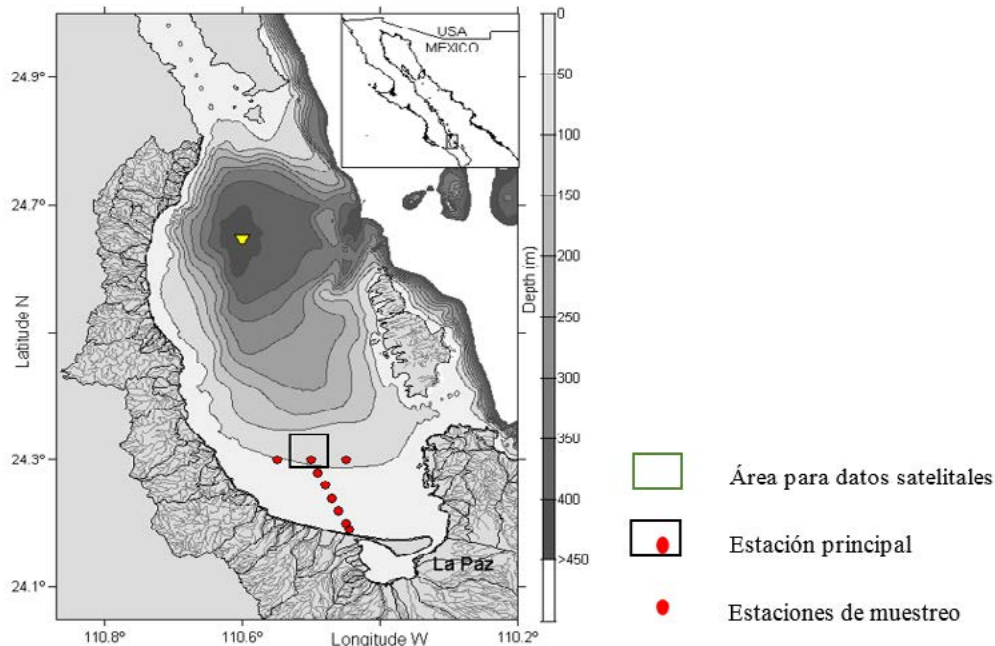 USA
MEXICO
24.9º
24.7º
24.3º
24.1º
Latitude N
110.8º
110.6º
110.2º
Longitude W
La Paz
0
50
100
150
200
250
300
350
400
>450
Depth (m)
Área para datos satelitales
Estación principal
Estaciones de muestreo